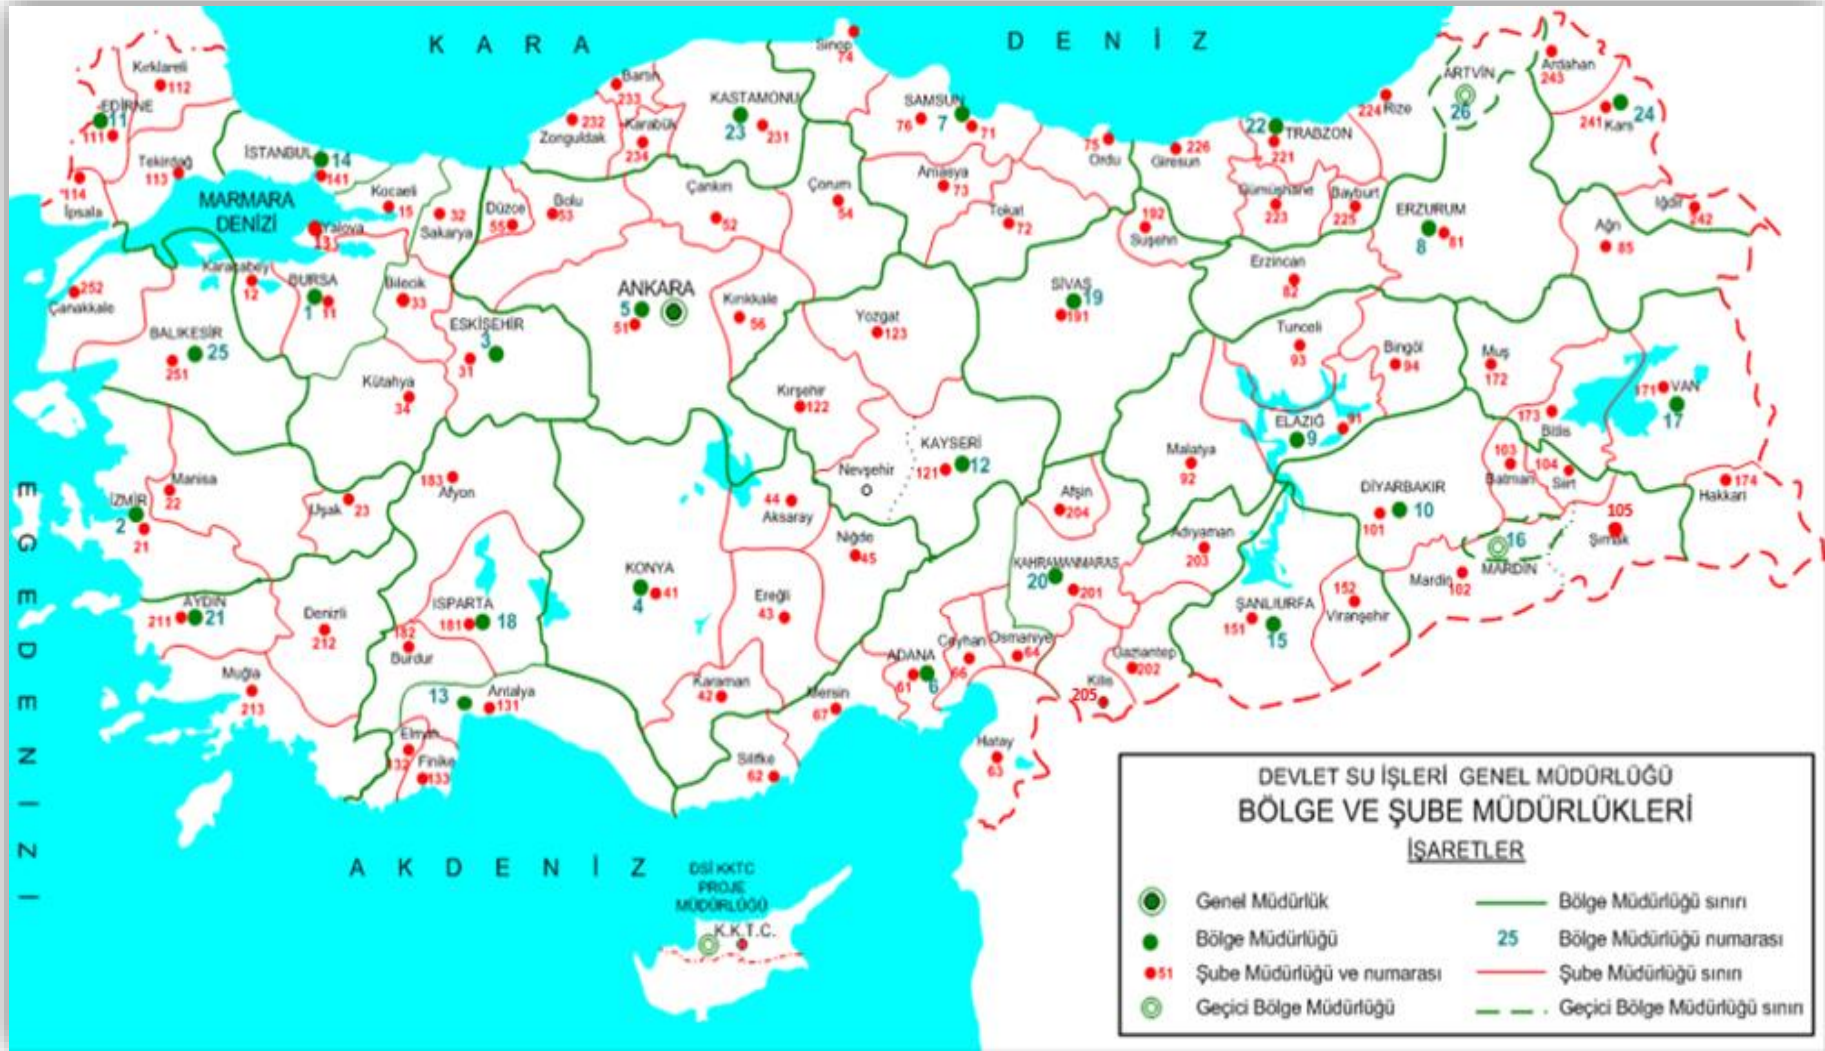 K A R A
D E N İ Z
Sinop
74
Kırklareli
112
EDİRNE
11
111
Tekirdağ
113
114
İpsala
İSTANBUL
14
141
MARMARA
DENİZİ
Kocaeli
15
Yalova
32
Sakarya
Bartın
233
232
Zonguldak
Karabük
234
KASTAMONU
23
231
SAMSUN
76
7
71
75
Ordu
Giresun
226
22
TRABZON
221
224
Rize
ARTVİN
26
Ardahan
243
24
241
Kars
Düzce
55
Bolu
53
Çankırı
52
Çorum
54
Amasya
73
Tokat
72
192
Suşehri
Gümüşhane
223
Bayburt
225
ERZURUM
8
81
Ağrı
85
Iğdır
242
252
Çanakkale
Karacabey
12
BURSA
1
11
Bilecik
33
BALIKESİR
25
251
ESKİŞEHİR
3
31
ANKARA
5
51
Kırıkkale
56
Yozgat
123
SİVAS
19
191
Erzincan
82
Tunceli
93
Bingöl
94
Muş
172
171
VAN
17
173
Bitlis
Kütahya
34
Kırşehir
122
KAYSERİ
121
12
Nevşehir
ELAZIĞ
9
91
Malatya
92
Manisa
22
İZMİR
2
21
Uşak
23
183
Afyon
44
Aksaray
Niğde
45
Afşin
204
Adıyaman
203
DİYARBAKIR
10
101
103
Batman
104
Siirt
105
Şırnak
Hakkari
174
16
MARDİN
Mardin
102
AYDIN
211
21
Denizli
212
ISPARTA
181
18
182
Burdur
KONYA
4
41
Ereğli
43
KAHRAMANMARAŞ
20
201
ŞANLIURFA
151
15
152
Viranşehir
Muğla
213
13
Antalya
131
Karaman
42
Mersin
67
ADANA
61
6
Ceyhan
66
Osmaniye
64
Gaziantep
202
Kilis
205
Elmalı
132
Finike
133
Silifke
62
Hatay
63
E G E D E N İ Z İ
A K D E N İ Z
DSİ KKTC
PROJE
MÜDÜRLÜĞÜ
K.K.T.C.
DEVLET SU İŞLERİ GENEL MÜDÜRLÜĞÜ
BÖLGE VE ŞUBE MÜDÜRLÜKLERİ
İŞARETLER
Genel Müdürlük
Bölge Müdürlüğü
51 Şube Müdürlüğü ve numarası
Geçici Bölge Müdürlüğü
Bölge Müdürlüğü sınırı
25 Bölge Müdürlüğü numarası
Şube Müdürlüğü sınırı
Geçici Bölge Müdürlüğü sınırı